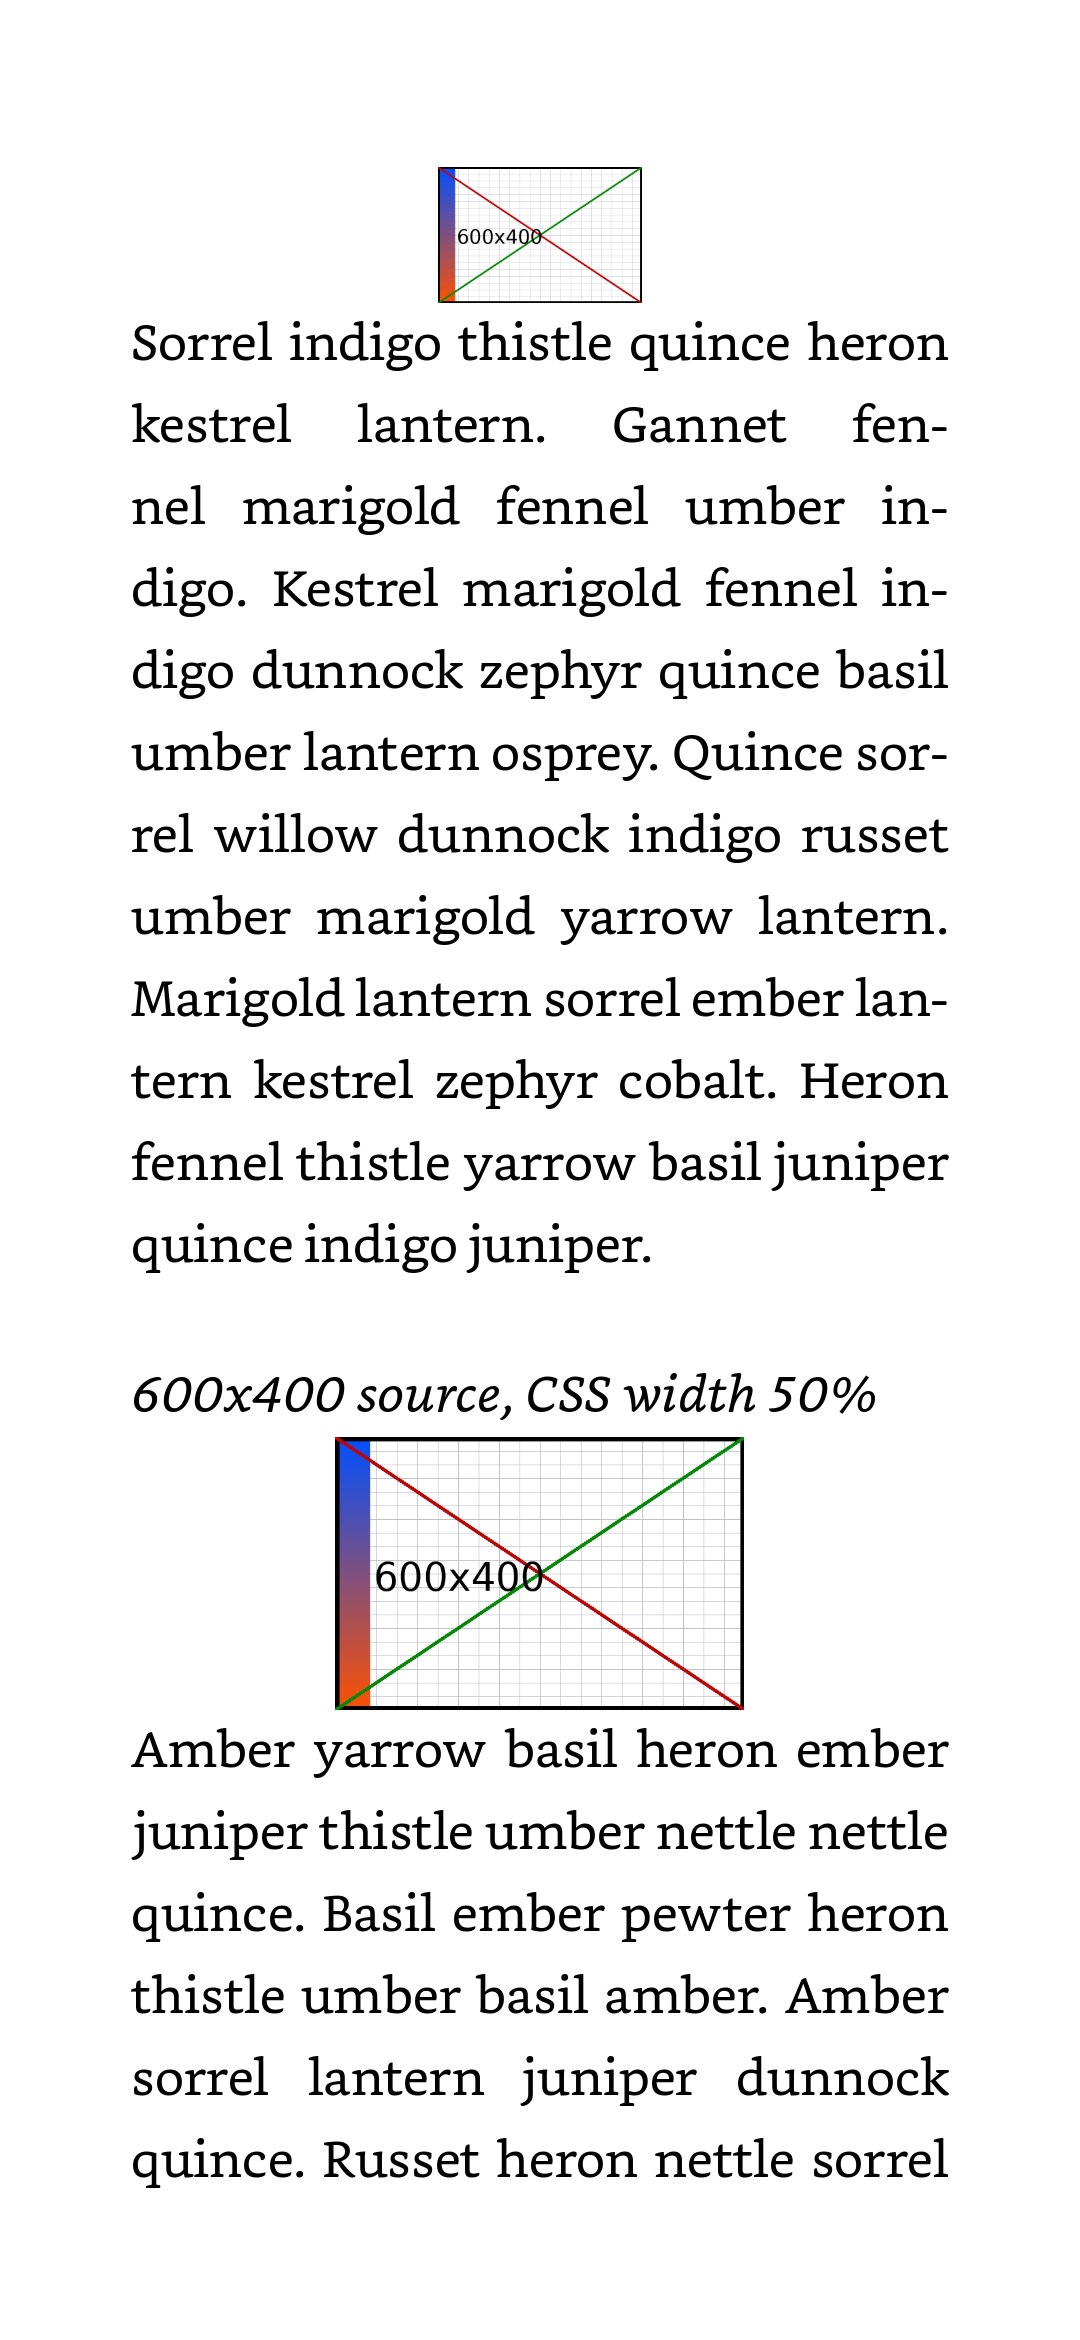 600x400
Sorrel indigo thistle quince heron
kestrel lantern. Gannet fen-
nel marigold fennel umber in-
digo. Kestrel marigold fennel in-
digo dunnock zephyr quince basil
umber lantern osprey. Quince sor-
rel willow dunnock indigo russet
umber marigold yarrow lantern.
Marigold lantern sorrel ember lan-
tern kestrel zephyr cobalt. Heron
fennel thistle yarrow basil juniper
quince indigo juniper.
600x400 source, CSS width 50%
600x400
Amber yarrow basil heron ember
juniper thistle umber nettle nettle
quince. Basil ember pewter heron
thistle umber basil amber. Amber
sorrel lantern juniper dunnock
quince. Russet heron nettle sorrel